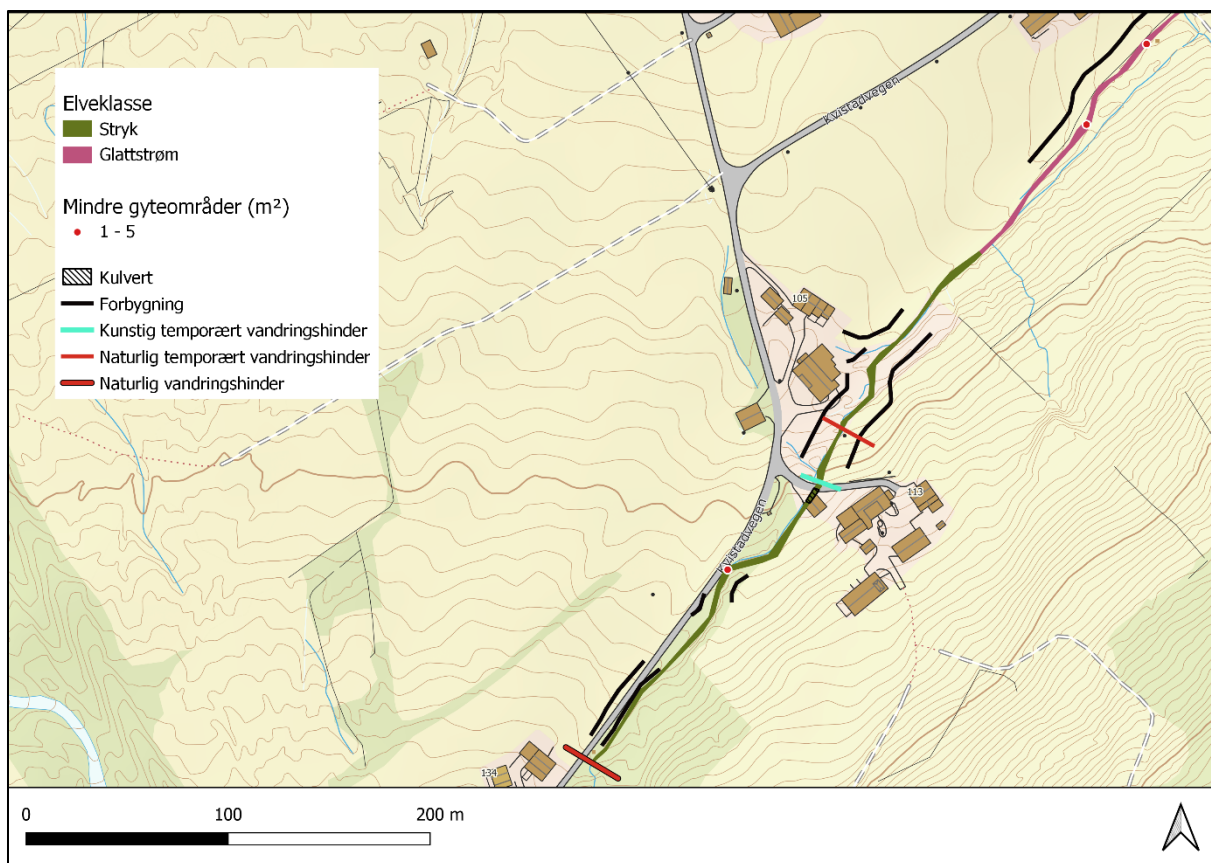 Elveklasse
Stryk
Glattstrøm
Mindre gyteområder (m²)
1 - 5
Kulvert
Forbygning
Kunstig temporært vandringshinder
Naturlig temporært vandringshinder
Naturlig vandringshinder
Kvistadvegen
105
113
Kvistadvegen
134
0 100 200 m